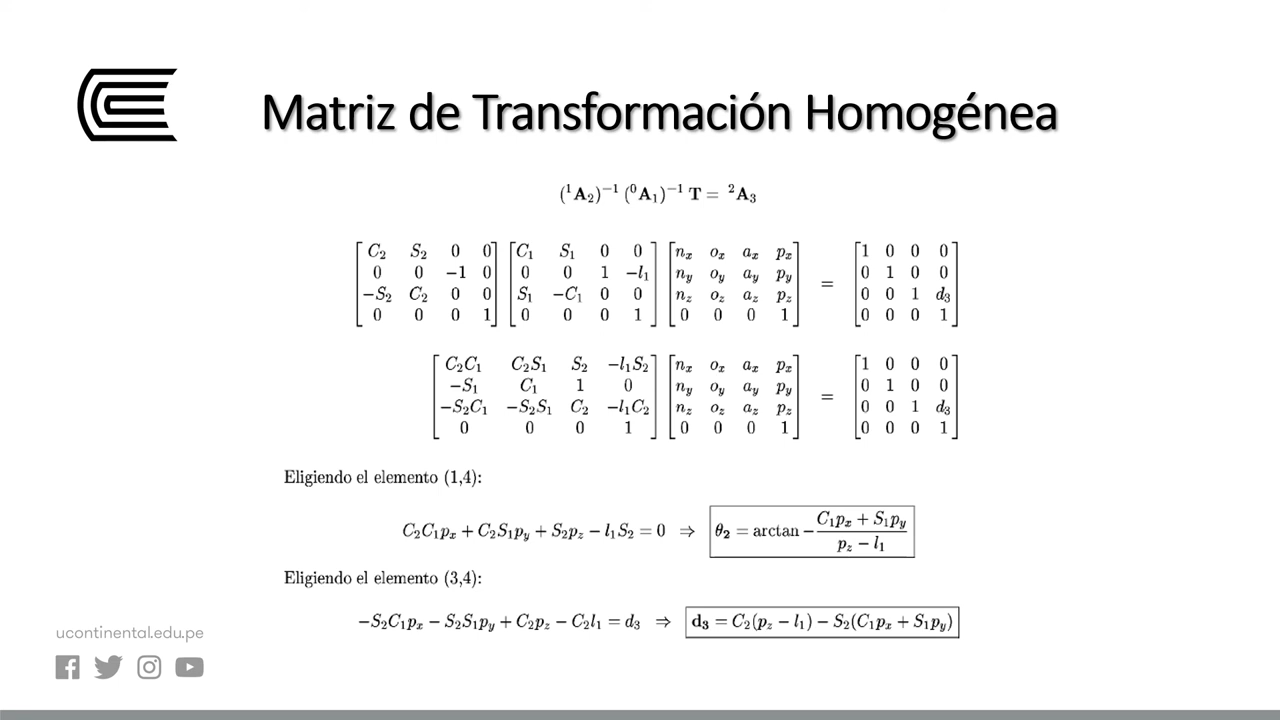 Matriz de Transformación Homogénea
(¹A₂)⁻¹ (⁰A₁)⁻¹ T = ²A₃
[C₂ S₂ 0 0] [C₁ S₁ 0 0] [nₓ oₓ aₓ pₓ] [1 0 0 0]
[0 0 −1 0] [0 0 1 −l₁] [n_y o_y a_y p_y] = [0 1 0 0]
[−S₂ C₂ 0 0] [S₁ −C₁ 0 0] [n_z o_z a_z p_z] [0 0 1 d₃]
[0 0 0 1] [0 0 0 1] [0 0 0 1] [0 0 0 1]
[C₂C₁ C₂S₁ S₂ −l₁S₂] [nₓ oₓ aₓ pₓ] [1 0 0 0]
[−S₁ C₁ 1 0] [n_y o_y a_y p_y] = [0 1 0 0]
[−S₂C₁ −S₂S₁ C₂ −l₁C₂] [n_z o_z a_z p_z] [0 0 1 d₃]
[0 0 0 1] [0 0 0 1] [0 0 0 1]
Eligiendo el elemento (1,4):
C₂C₁pₓ + C₂S₁p_y + S₂p_z − l₁S₂ = 0 ⇒ θ₂ = arctan − (C₁pₓ + S₁p_y)/(p_z − l₁)
Eligiendo el elemento (3,4):
−S₂C₁pₓ − S₂S₁p_y + C₂p_z − C₂l₁ = d₃ ⇒ d₃ = C₂(p_z − l₁) − S₂(C₁pₓ + S₁p_y)
ucontinental.edu.pe